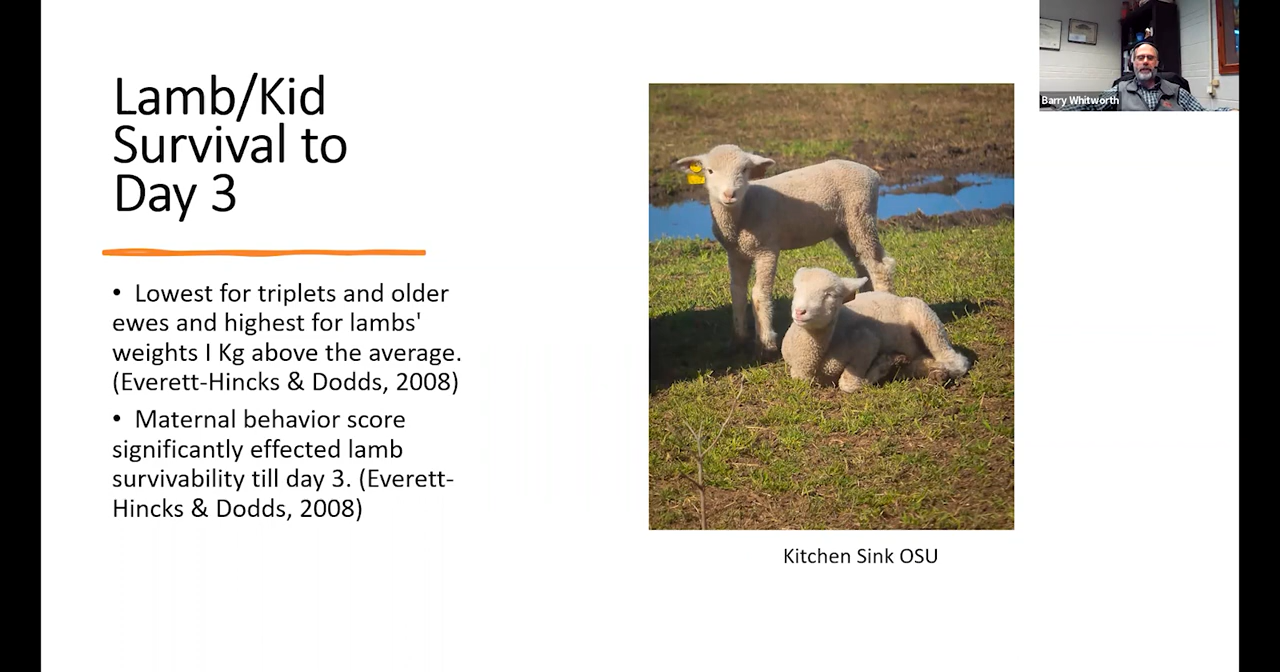 Lamb/Kid
Survival to
Day 3
• Lowest for triplets and older
ewes and highest for lambs'
weights I Kg above the average.
(Everett-Hincks & Dodds, 2008)
• Maternal behavior score
significantly effected lamb
survivability till day 3. (Everett-
Hincks & Dodds, 2008)
Kitchen Sink OSU
Barry Whitworth